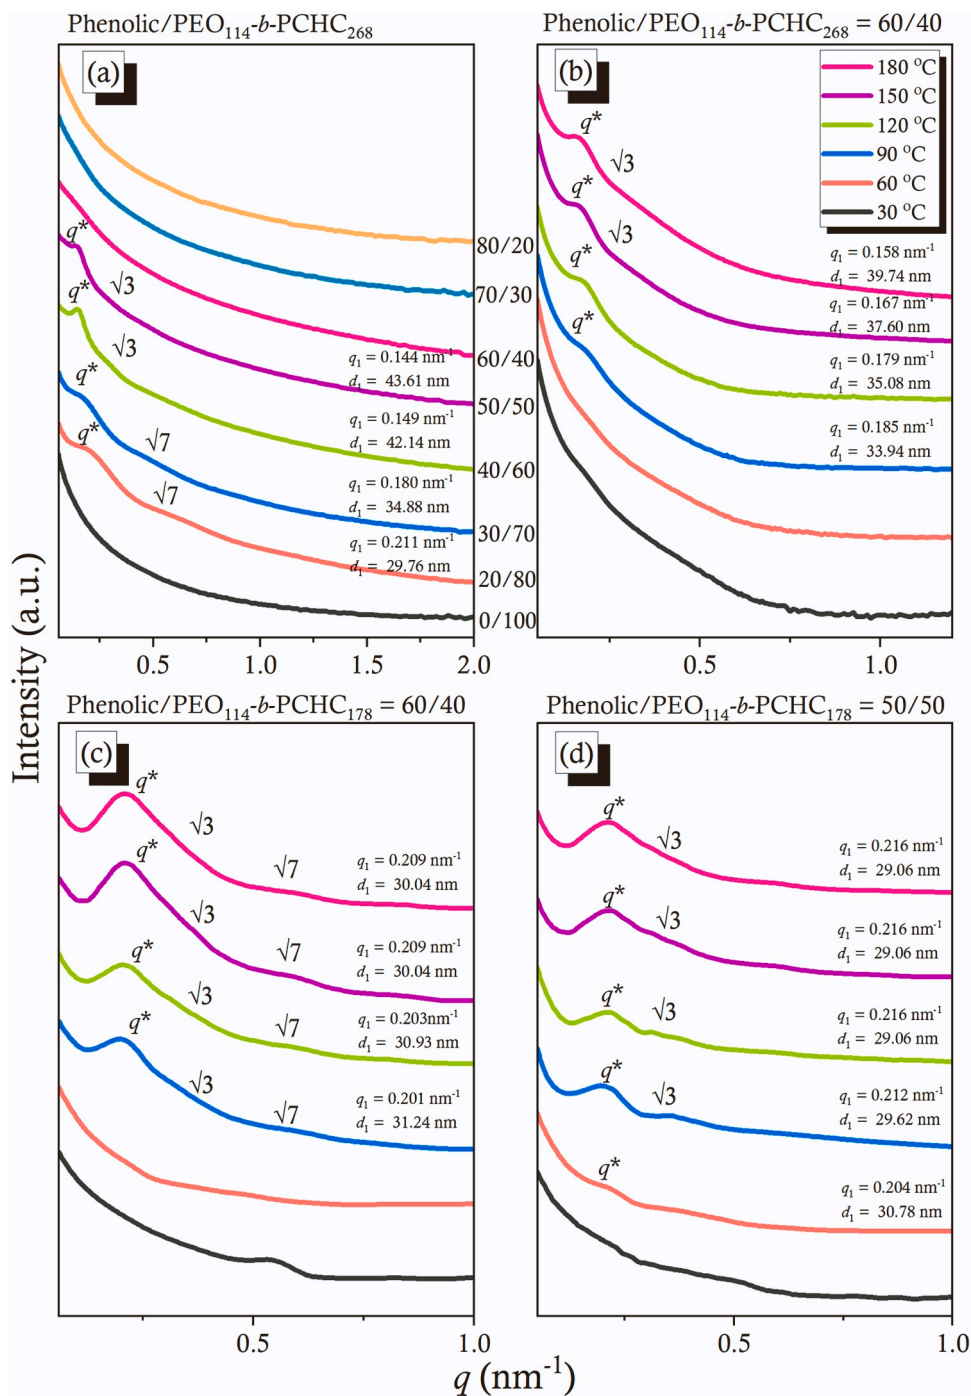 Phenolic/PEO₁₁₄-b-PCHC₂₆₈
(a)
q*
√3
q*
√3
q*
√7
q*
√7
80/20
70/30
60/40
50/50
40/60
30/70
20/80
0/100
q₁ = 0.144 nm⁻¹
d₁ = 43.61 nm
q₁ = 0.149 nm⁻¹
d₁ = 42.14 nm
q₁ = 0.180 nm⁻¹
d₁ = 34.88 nm
q₁ = 0.211 nm⁻¹
d₁ = 29.76 nm
0.5 1.0 1.5 2.0
Phenolic/PEO₁₁₄-b-PCHC₂₆₈ = 60/40
(b)
180 °C
150 °C
120 °C
90 °C
60 °C
30 °C
q*
√3
q*
√3
q*
q*
q₁ = 0.158 nm⁻¹
d₁ = 39.74 nm
q₁ = 0.167 nm⁻¹
d₁ = 37.60 nm
q₁ = 0.179 nm⁻¹
d₁ = 35.08 nm
q₁ = 0.185 nm⁻¹
d₁ = 33.94 nm
0.5 1.0
Intensity (a.u.)
Phenolic/PEO₁₁₄-b-PCHC₁₇₈ = 60/40
(c)
q*
√3
√7
q₁ = 0.209 nm⁻¹
d₁ = 30.04 nm
q*
√3
√7
q₁ = 0.209 nm⁻¹
d₁ = 30.04 nm
q*
√3
√7
q₁ = 0.203nm⁻¹
d₁ = 30.93 nm
q*
√3
√7
q₁ = 0.201 nm⁻¹
d₁ = 31.24 nm
0.5 1.0
Phenolic/PEO₁₁₄-b-PCHC₁₇₈ = 50/50
(d)
q*
√3
q₁ = 0.216 nm⁻¹
d₁ = 29.06 nm
q*
√3
q₁ = 0.216 nm⁻¹
d₁ = 29.06 nm
q*
√3
q₁ = 0.216 nm⁻¹
d₁ = 29.06 nm
q*
√3
q₁ = 0.212 nm⁻¹
d₁ = 29.62 nm
q*
q₁ = 0.204 nm⁻¹
d₁ = 30.78 nm
0.5 1.0
q (nm⁻¹)